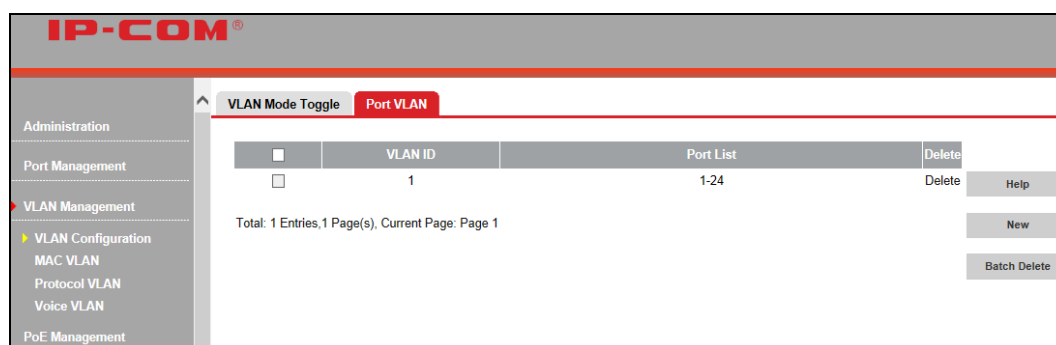 IP-COM®
VLAN Mode Toggle Port VLAN
Administration
Port Management
VLAN Management
VLAN Configuration
MAC VLAN
Protocol VLAN
Voice VLAN
PoE Management
VLAN ID Port List Delete
1 1-24 Delete
Total: 1 Entries,1 Page(s), Current Page: Page 1
Help
New
Batch Delete